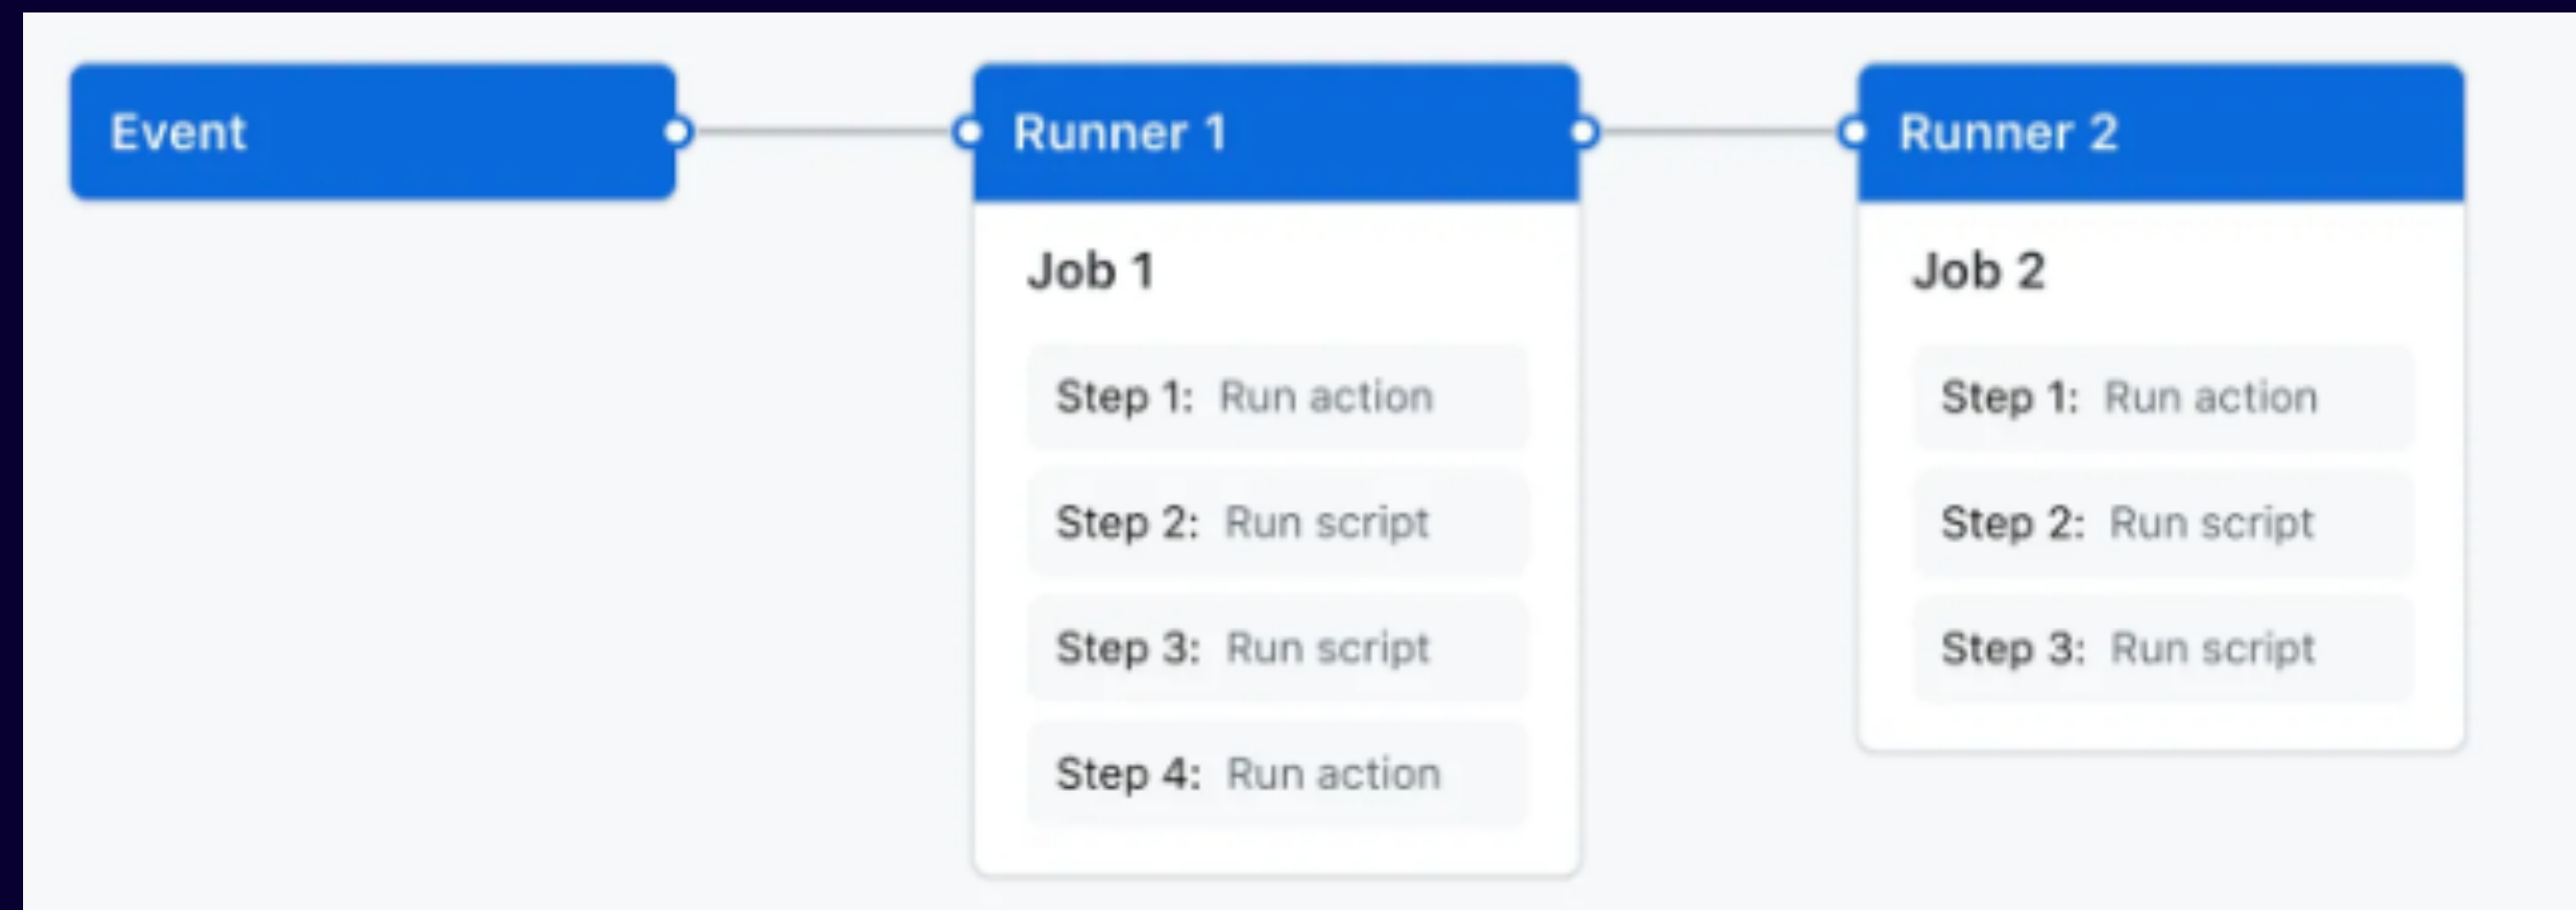 Event
Runner 1
Job 1
Step 1: Run action
Step 2: Run script
Step 3: Run script
Step 4: Run action
Runner 2
Job 2
Step 1: Run action
Step 2: Run script
Step 3: Run script